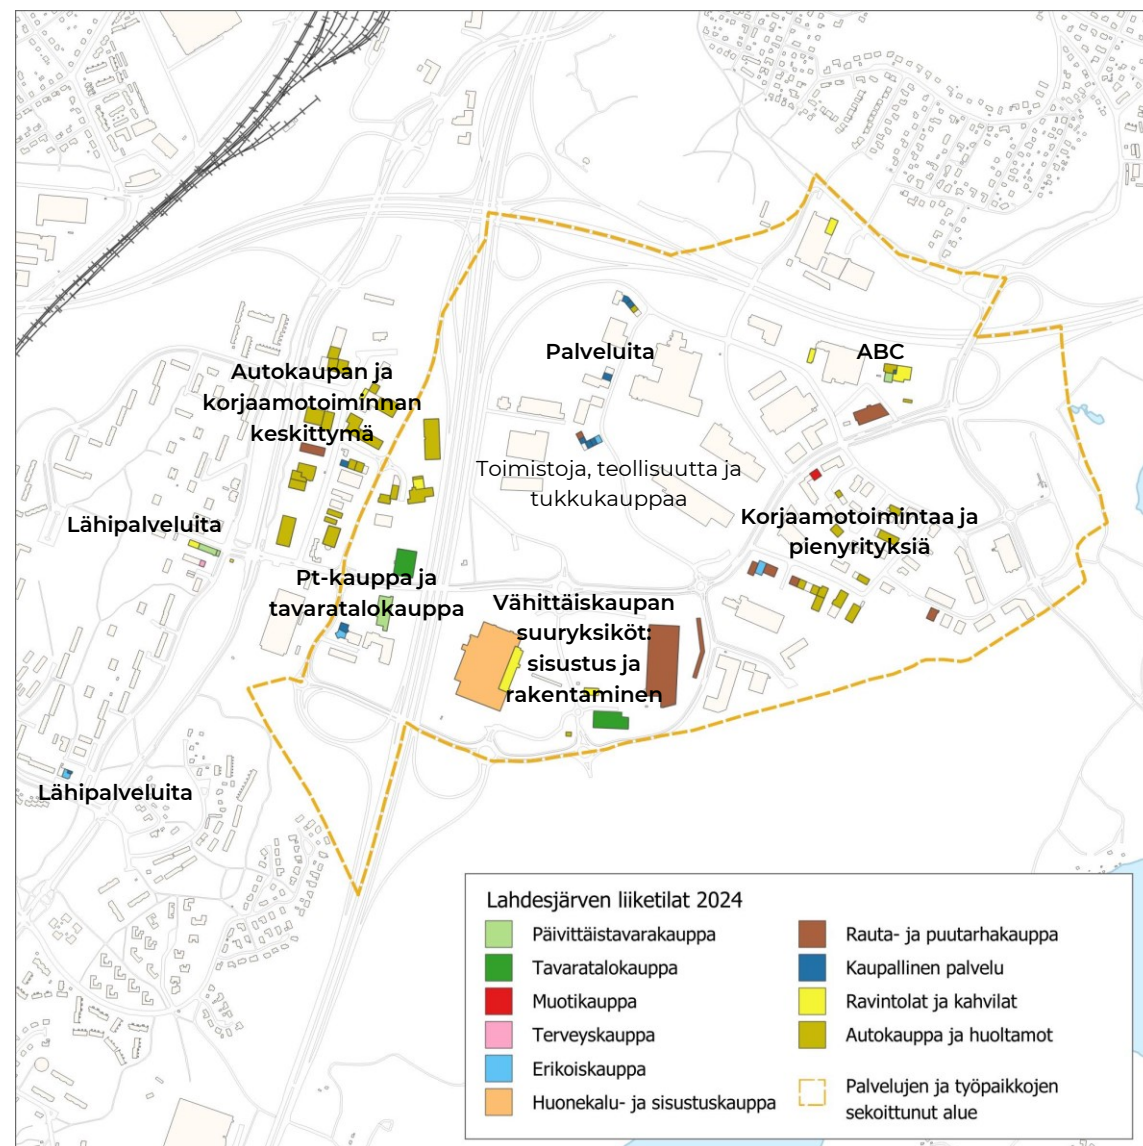 Palveluita
ABC
Autokaupan ja
korjaamotoiminnan
keskittymä
Toimistoja, teollisuutta ja
tukkukauppaa
Lähipalveluita
Korjaamotoimintaa ja
pienyrityksiä
Pt-kauppa ja
tavaratalokauppa
Vähittäiskaupan
suuryksiköt:
sisustus ja
rakentaminen
Lähipalveluita
Lahdesjärven liiketilat 2024
Päivittäistavarakauppa
Tavaratalokauppa
Muotikauppa
Terveyskauppa
Erikoiskauppa
Huonekalu- ja sisustuskauppa
Rauta- ja puutarhakauppa
Kaupallinen palvelu
Ravintolat ja kahvilat
Autokauppa ja huoltamot
Palvelujen ja työpaikkojen
sekoittunut alue